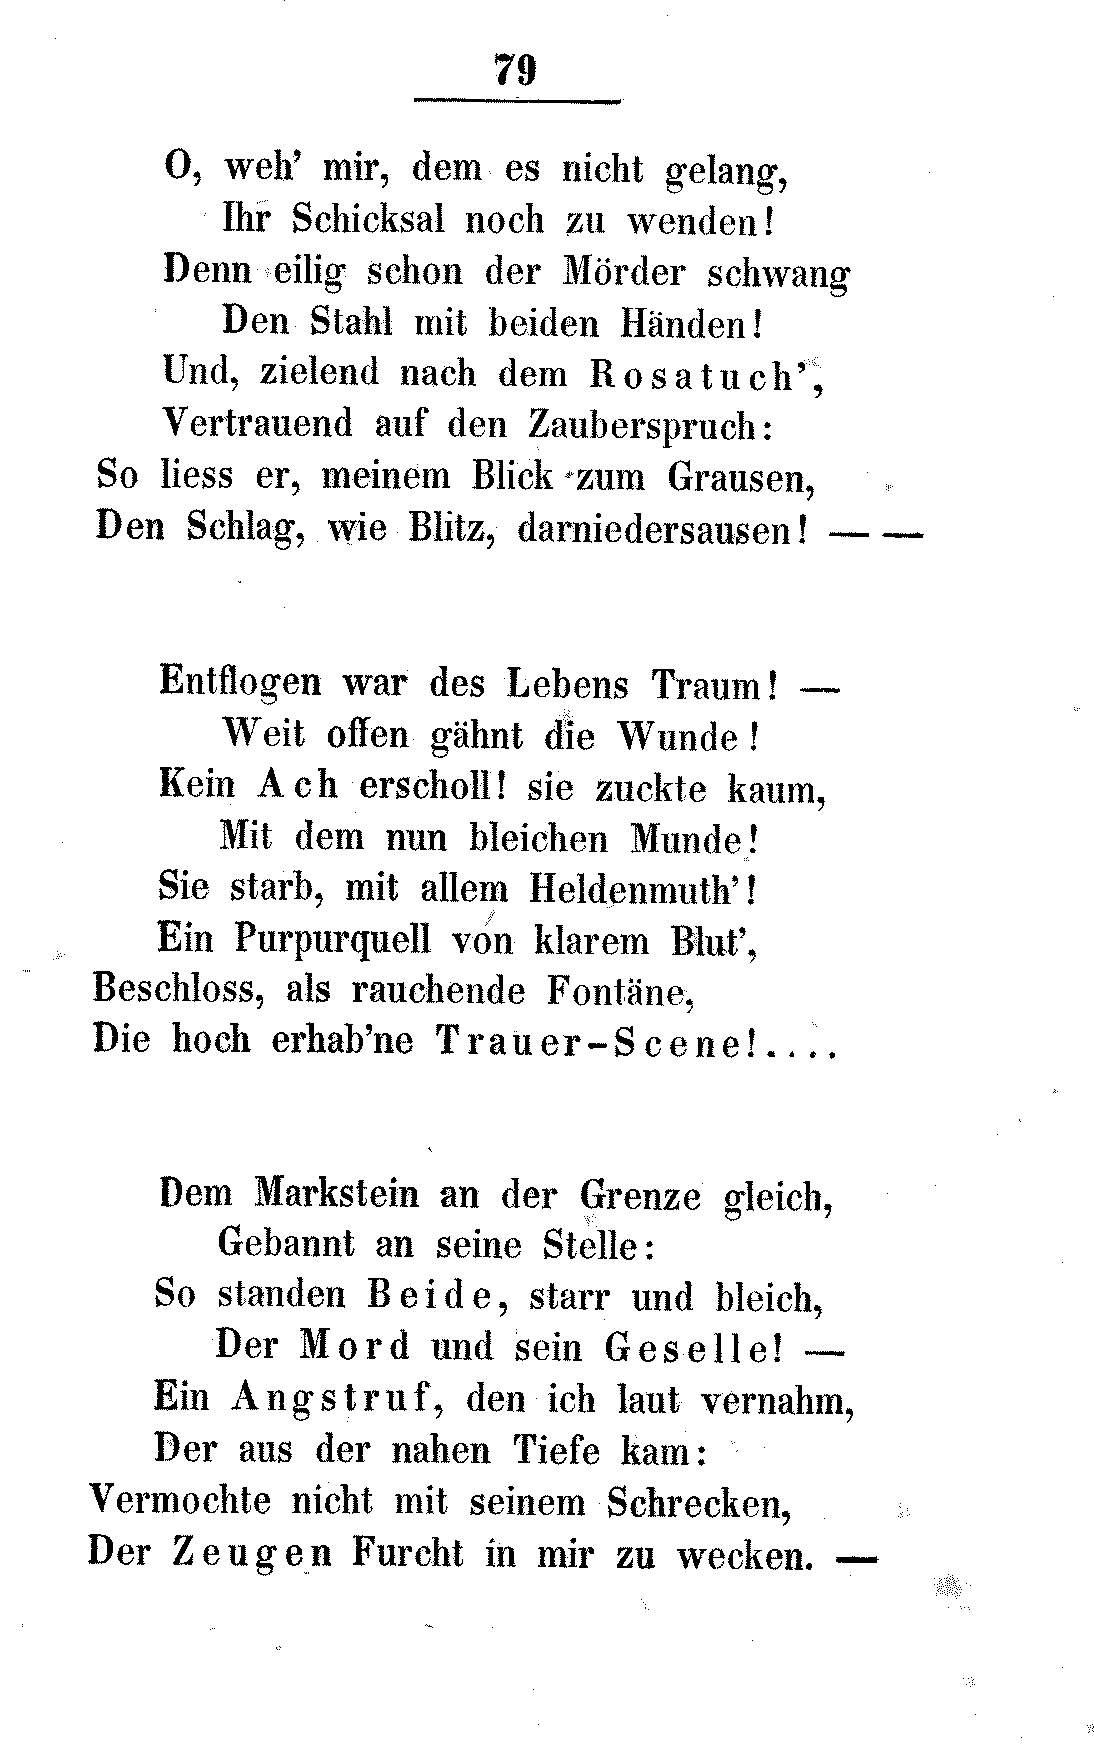 79
O, weh' mir, dem es nicht gelang,
Ihr Schicksal noch zu wenden!
Denn eilig schon der Mörder schwang
Den Stahl mit beiden Händen!
Und, zielend nach dem Rosatuch',
Vertrauend auf den Zauberspruch:
So liess er, meinem Blick zum Grausen,
Den Schlag, wie Blitz, darniedersausen! — —
Entflogen war des Lebens Traum! —
Weit offen gähnt die Wunde!
Kein Ach erscholl! sie zuckte kaum,
Mit dem nun bleichen Munde!
Sie starb, mit allem Heldenmuth'!
Ein Purpurquell von klarem Blut',
Beschloss, als rauchende Fontäne,
Die hoch erhab'ne Trauer-Scene!....
Dem Markstein an der Grenze gleich,
Gebannt an seine Stelle:
So standen Beide, starr und bleich,
Der Mord und sein Geselle! —
Ein Angstruf, den ich laut vernahm,
Der aus der nahen Tiefe kam:
Vermochte nicht mit seinem Schrecken,
Der Zeugen Furcht in mir zu wecken. —